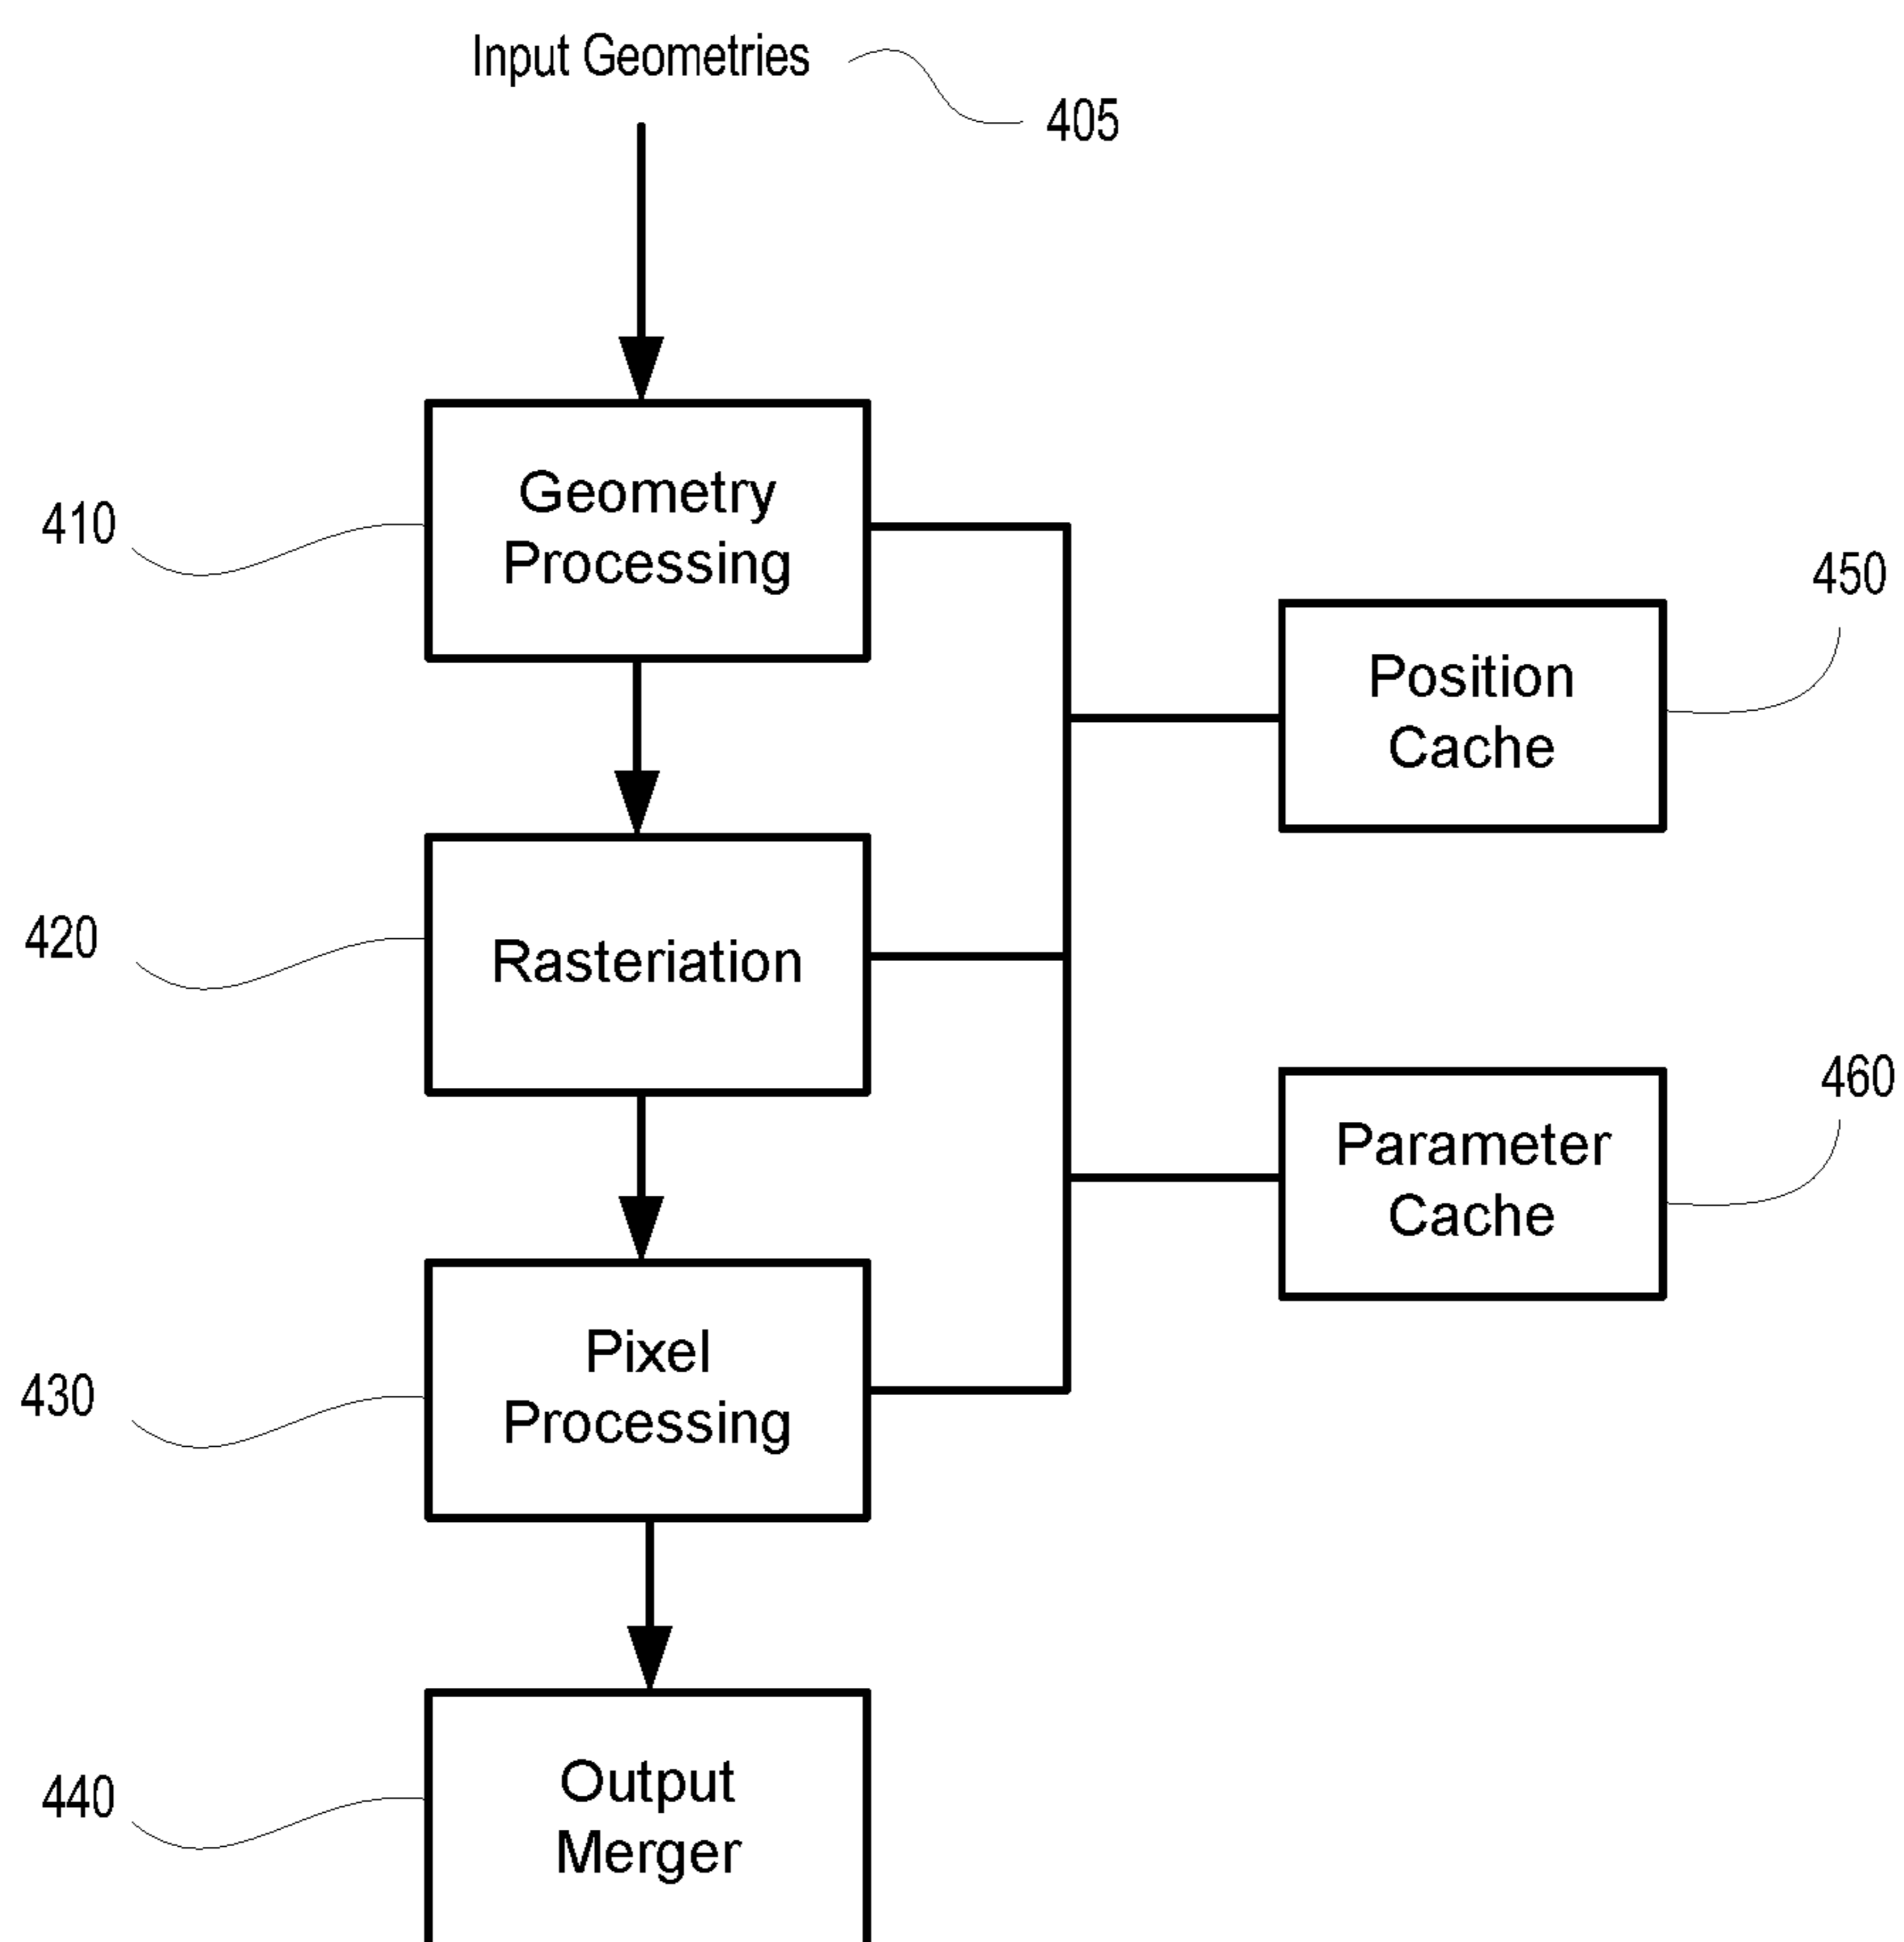 Input Geometries
405
Geometry
Processing
410
450
Position
Cache
420
Rasteriation
460
Parameter
Cache
Pixel
Processing
430
Output
Merger
440